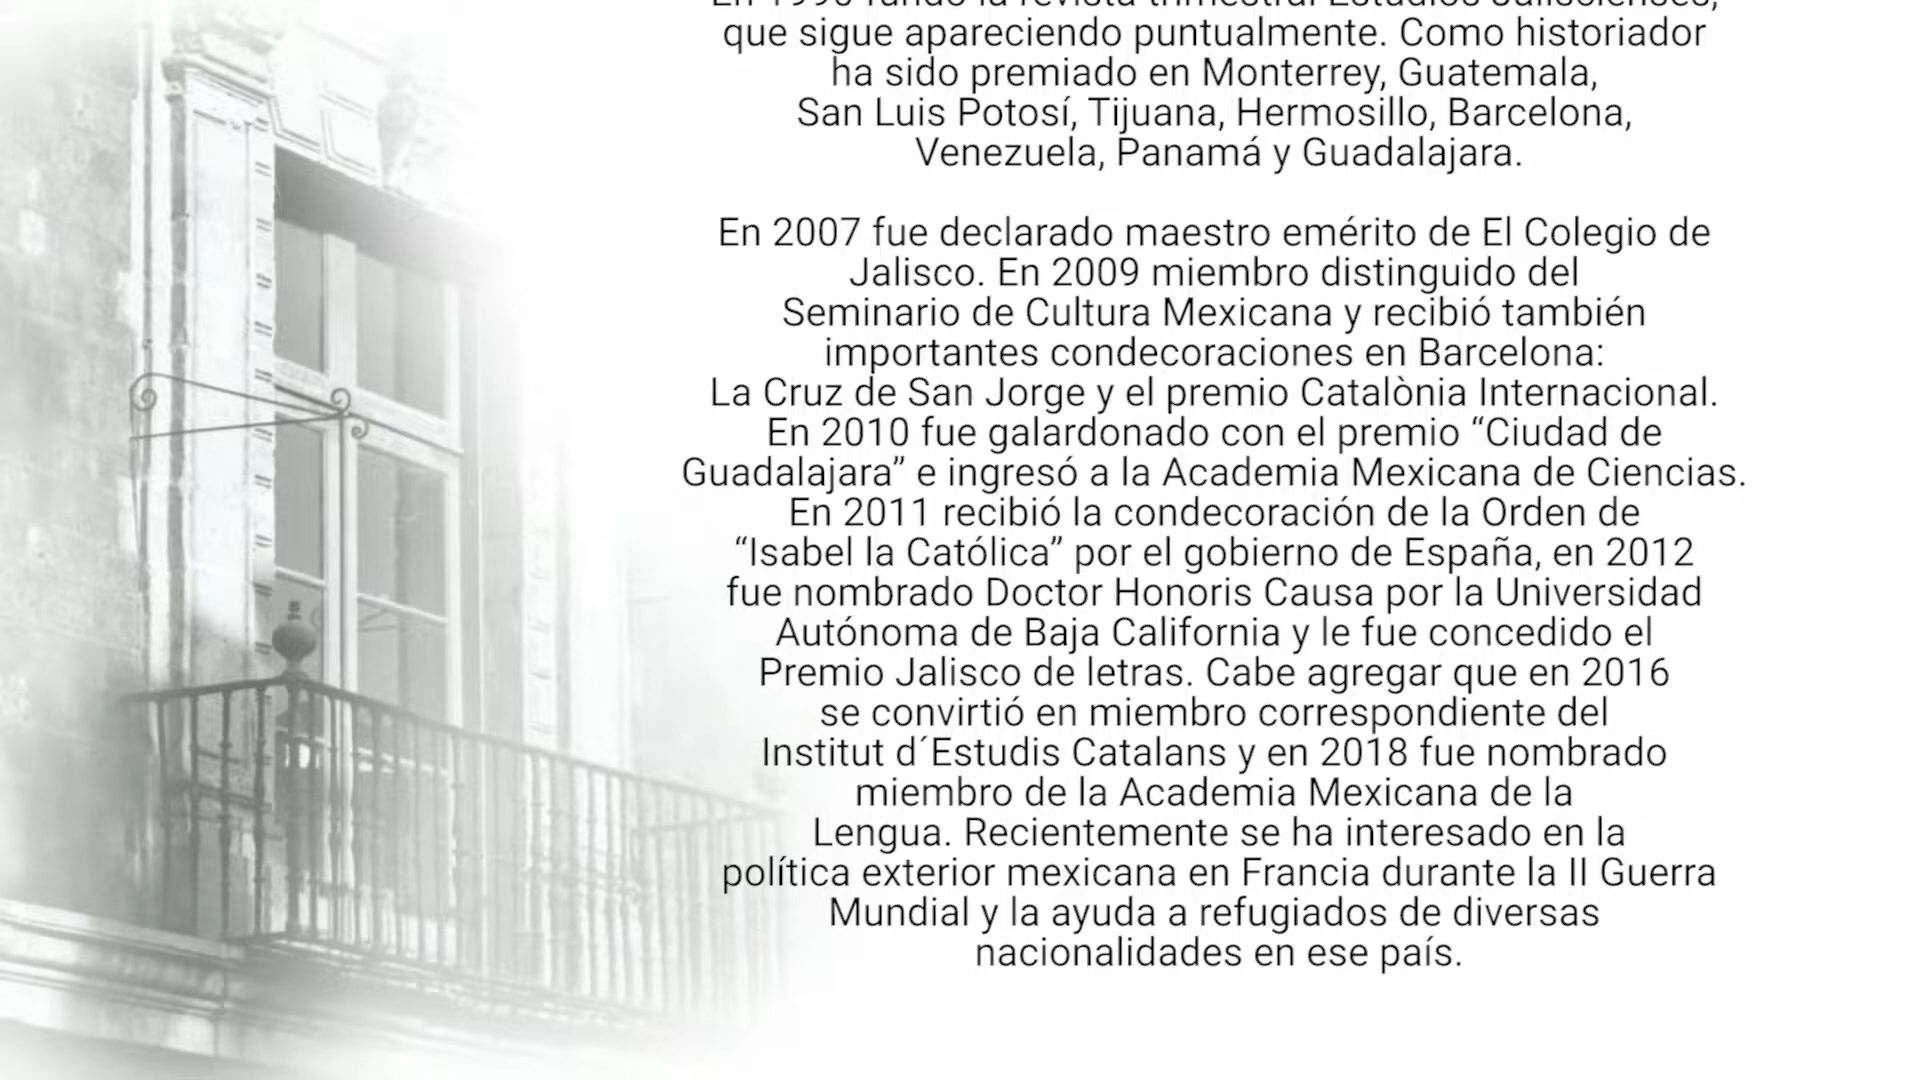 En 1990 fundó la revista trimestral Estudios Jaliscienses,
que sigue apareciendo puntualmente. Como historiador
ha sido premiado en Monterrey, Guatemala,
San Luis Potosí, Tijuana, Hermosillo, Barcelona,
Venezuela, Panamá y Guadalajara.
En 2007 fue declarado maestro emérito de El Colegio de
Jalisco. En 2009 miembro distinguido del
Seminario de Cultura Mexicana y recibió también
importantes condecoraciones en Barcelona:
La Cruz de San Jorge y el premio Catalònia Internacional.
En 2010 fue galardonado con el premio “Ciudad de
Guadalajara” e ingresó a la Academia Mexicana de Ciencias.
En 2011 recibió la condecoración de la Orden de
“Isabel la Católica” por el gobierno de España, en 2012
fue nombrado Doctor Honoris Causa por la Universidad
Autónoma de Baja California y le fue concedido el
Premio Jalisco de letras. Cabe agregar que en 2016
se convirtió en miembro correspondiente del
Institut d´Estudis Catalans y en 2018 fue nombrado
miembro de la Academia Mexicana de la
Lengua. Recientemente se ha interesado en la
política exterior mexicana en Francia durante la II Guerra
Mundial y la ayuda a refugiados de diversas
nacionalidades en ese país.